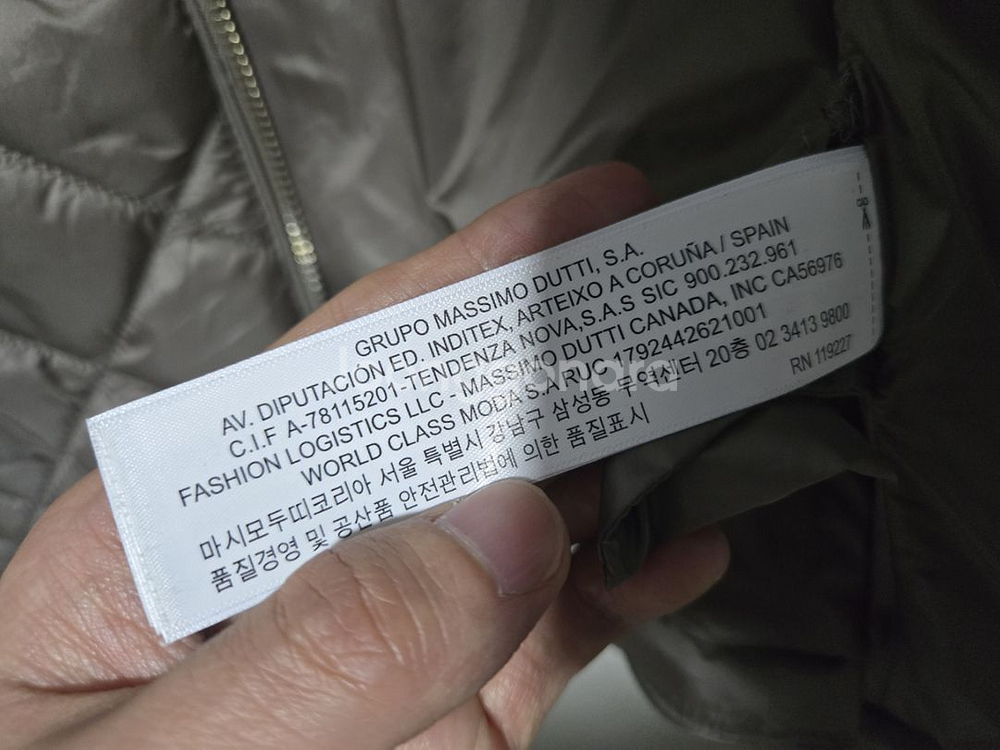 GRUPO MASSIMO DUTTI, S.A.
AV. DIPUTACIÓN ED. INDITEX, ARTEIXO A CORUÑA / SPAIN
C.I.F A-78115201-TENDENZA NOVA,S.A.S SIC 900.232.961
FASHION LOGISTICS LLC - MASSIMO DUTTI CANADA, INC CA56976
WORLD CLASS MODA S.A RUC 1792442621001
마시모두띠코리아 서울 특별시 강남구 삼성동 무역센터 20층 02 3413 9800
품질경영 및 공산품 안전관리법에 의한 품질표시
RN 119227